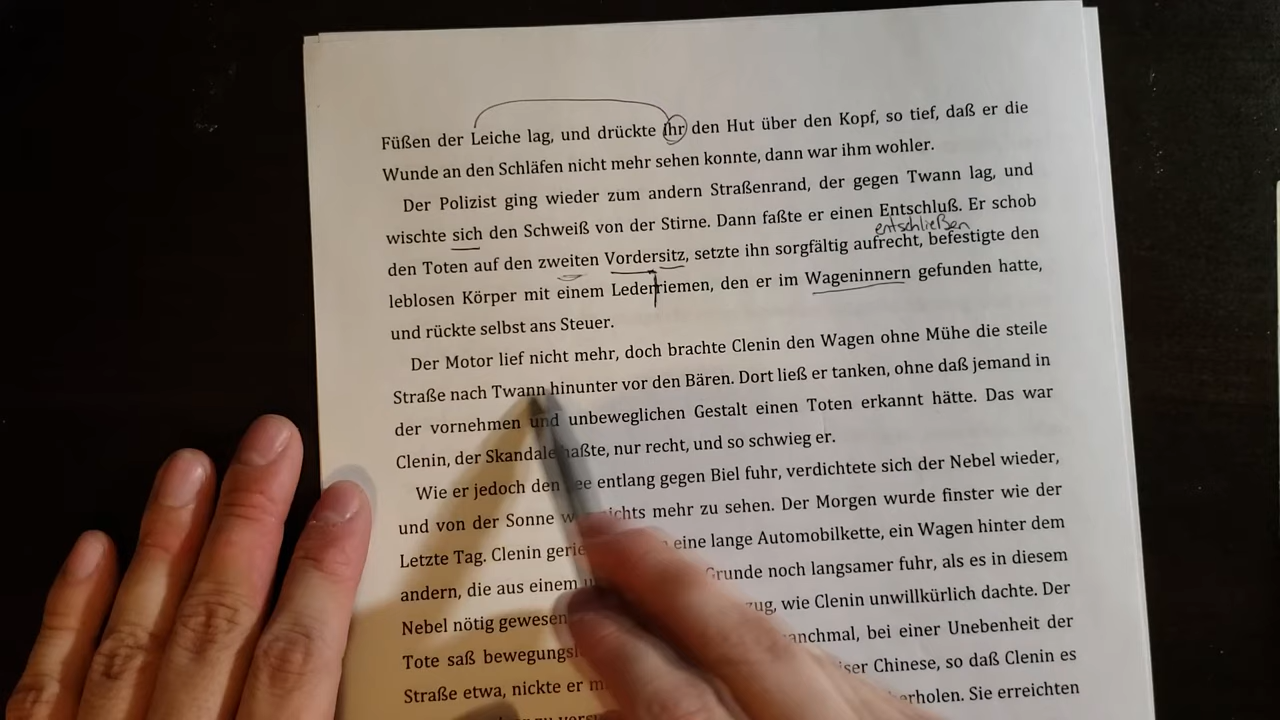 Füßen der Leiche lag, und drückte ihr den Hut über den Kopf, so tief, daß er die
Wunde an den Schläfen nicht mehr sehen konnte, dann war ihm wohler.
Der Polizist ging wieder zum andern Straßenrand, der gegen Twann lag, und
wischte sich den Schweiß von der Stirne. Dann faßte er einen Entschluß. Er schob
entschließen
den Toten auf den zweiten Vordersitz, setzte ihn sorgfältig aufrecht, befestigte den
leblosen Körper mit einem Lederriemen, den er im Wageninnern gefunden hatte,
und rückte selbst ans Steuer.
Der Motor lief nicht mehr, doch brachte Clenin den Wagen ohne Mühe die steile
Straße nach Twann hinunter vor den Bären. Dort ließ er tanken, ohne daß jemand in
der vornehmen und unbeweglichen Gestalt einen Toten erkannt hätte. Das war
Clenin, der Skandale haßte, nur recht, und so schwieg er.
Wie er jedoch den entlang gegen Biel fuhr, verdichtete sich der Nebel wieder,
und von der Sonne nichts mehr zu sehen. Der Morgen wurde finster wie der
Letzte Tag. Clenin eine lange Automobilkette, ein Wagen hinter dem
andern, die aus einem Grunde noch langsamer fuhr, als es in diesem
Nebel nötig wie Clenin unwillkürlich dachte. Der
Tote saß manchmal, bei einer Unebenheit der
Straße etwa, nickte er Chinese, so daß Clenin es
Sie erreichten